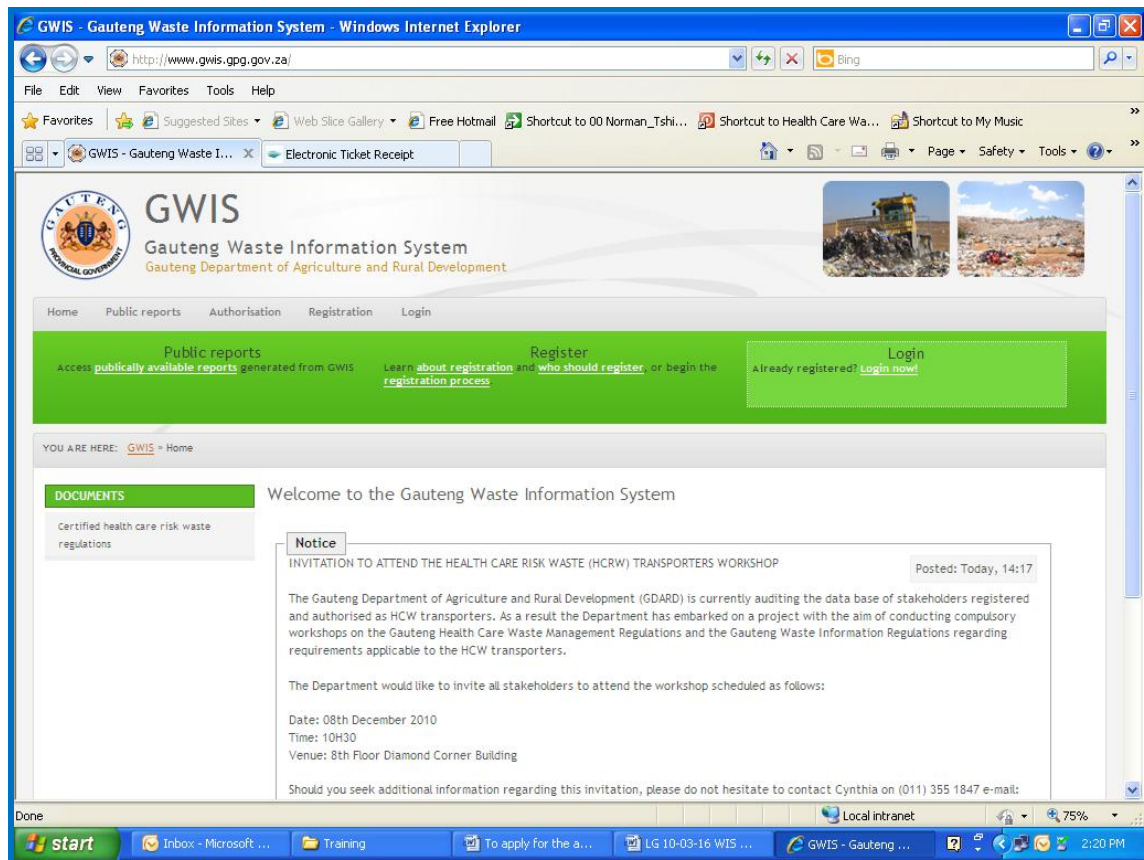 GWIS - Gauteng Waste Information System - Windows Internet Explorer
http://www.gwis.gpg.gov.za/
Bing
File Edit View Favorites Tools Help
Favorites Suggested Sites Web Slice Gallery Free Hotmail Shortcut to 00 Norman_Tshi... Shortcut to Health Care Wa... Shortcut to My Music
GWIS - Gauteng Waste I... Electronic Ticket Receipt Page Safety Tools
GAUTENG
PROVINCIAL GOVERNMENT
GWIS
Gauteng Waste Information System
Gauteng Department of Agriculture and Rural Development
Home Public reports Authorisation Registration Login
Public reports
Access publically available reports generated from GWIS
Register
Learn about registration and who should register, or begin the
registration process.
Login
Already registered? Login now!
YOU ARE HERE: GWIS » Home
DOCUMENTS
Certified health care risk waste
regulations
Welcome to the Gauteng Waste Information System
Notice
INVITATION TO ATTEND THE HEALTH CARE RISK WASTE (HCRW) TRANSPORTERS WORKSHOP
Posted: Today, 14:17
The Gauteng Department of Agriculture and Rural Development (GDARD) is currently auditing the data base of stakeholders registered
and authorised as HCW transporters. As a result the Department has embarked on a project with the aim of conducting compulsory
workshops on the Gauteng Health Care Waste Management Regulations and the Gauteng Waste Information Regulations regarding
requirements applicable to the HCW transporters.
The Department would like to invite all stakeholders to attend the workshop scheduled as follows:
Date: 08th December 2010
Time: 10H30
Venue: 8th Floor Diamond Corner Building
Should you seek additional information regarding this invitation, please do not hesitate to contact Cynthia on (011) 355 1847 e-mail:
Done Local intranet 75%
start Inbox - Microsoft ... Training To apply for the a... LG 10-03-16 WIS ... GWIS - Gauteng ... 2:20 PM